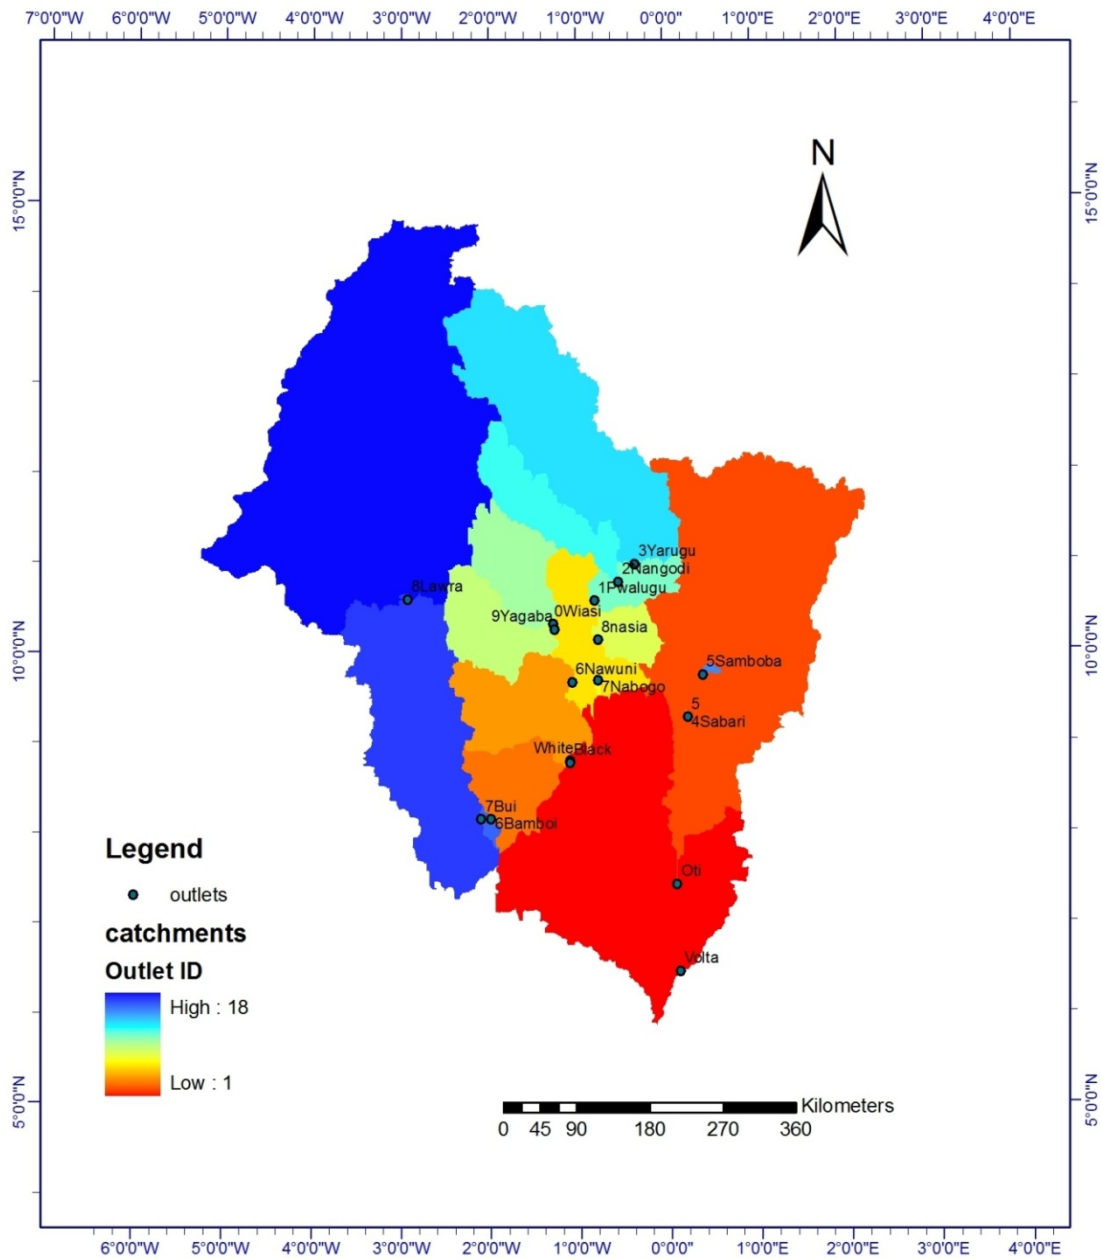 7°00'0"W 6°0'0"W 5°0'0"W 4°0'0"W 3°0'0"W 2°0'0"W 1°00'0"W 0°00'0"E 1°0'0"E 2°0'0"E 3°0'0"E 4°0'0"E
N
15°0'0"N
15°0'0"N
3Yarugu
2Nangodi
8Lawra
1Pwalugu
0Wiasi
9Yagaba
8nasia
10°0'0"N
10°0'0"N
5Samboba
6Nawuni
7Nabogo
5
4Sabari
White
Black
7Bui
6Bamboi
Legend
Oti
outlets
catchments
Volta
Outlet ID
High : 18
Low : 1
5°0'0"N
5°0'0"N
Kilometers
0 45 90 180 270 360
6°0'0"W 5°0'0"W 4°0'0"W 3°0'0"W 2°0'0"W 1°0'0"W 0°0'0" 1°0'0"E 2°0'0"E 3°0'0"E 4°0'0"E